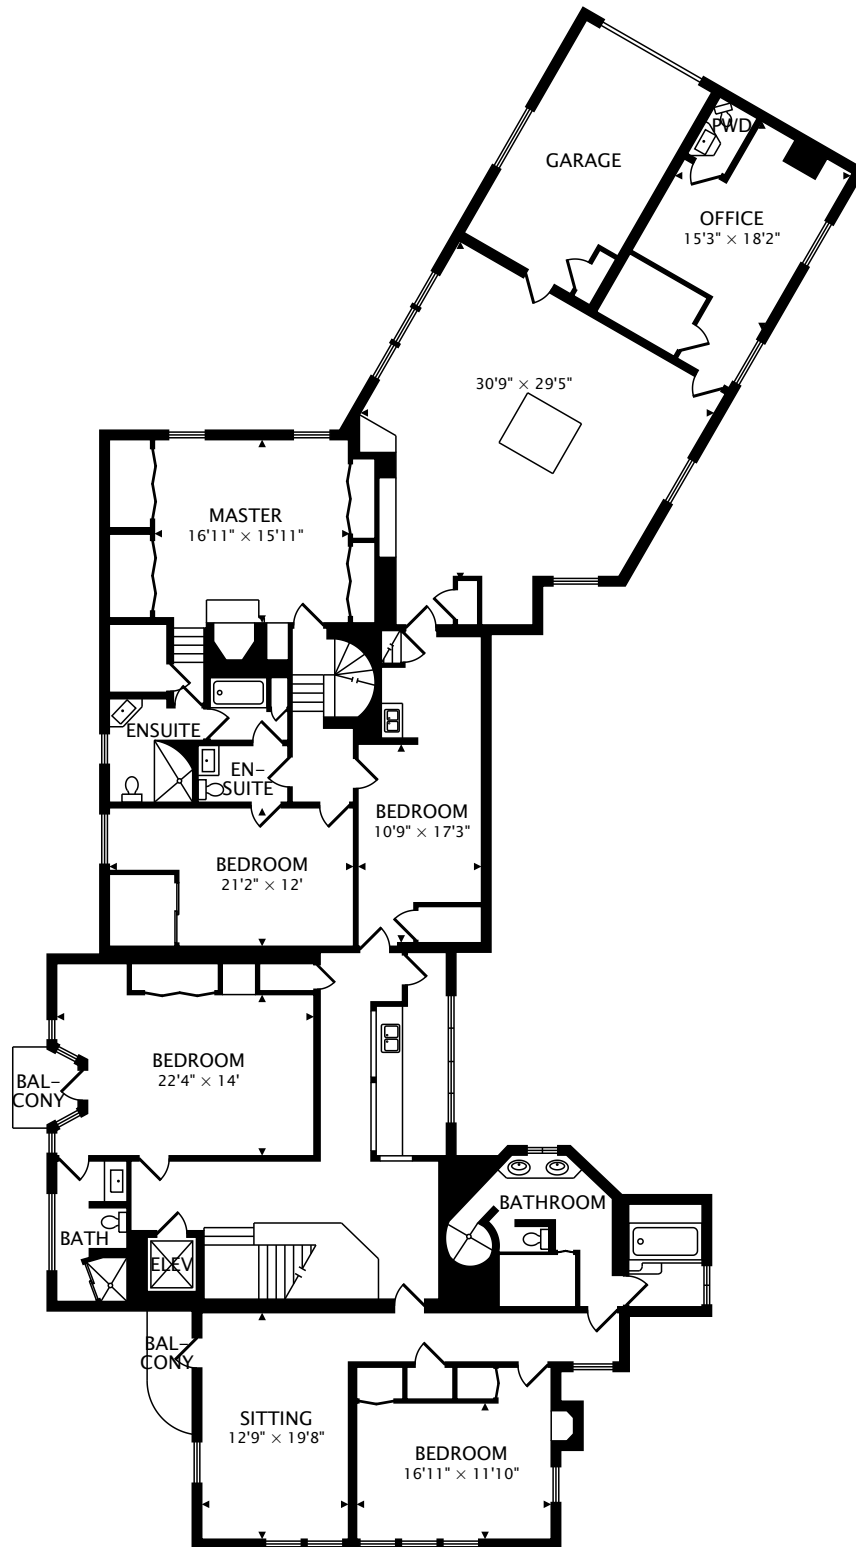 PWD
GARAGE
OFFICE
15'3" × 18'2"
30'9" × 29'5"
MASTER
16'11" × 15'11"
ENSUITE
EN-
SUITE
BEDROOM
10'9" × 17'3"
BEDROOM
21'2" × 12'
BEDROOM
22'4" × 14'
BAL-
CONY
BATHROOM
BATH
ELEV
BAL-
CONY
SITTING
12'9" × 19'8"
BEDROOM
16'11" × 11'10"